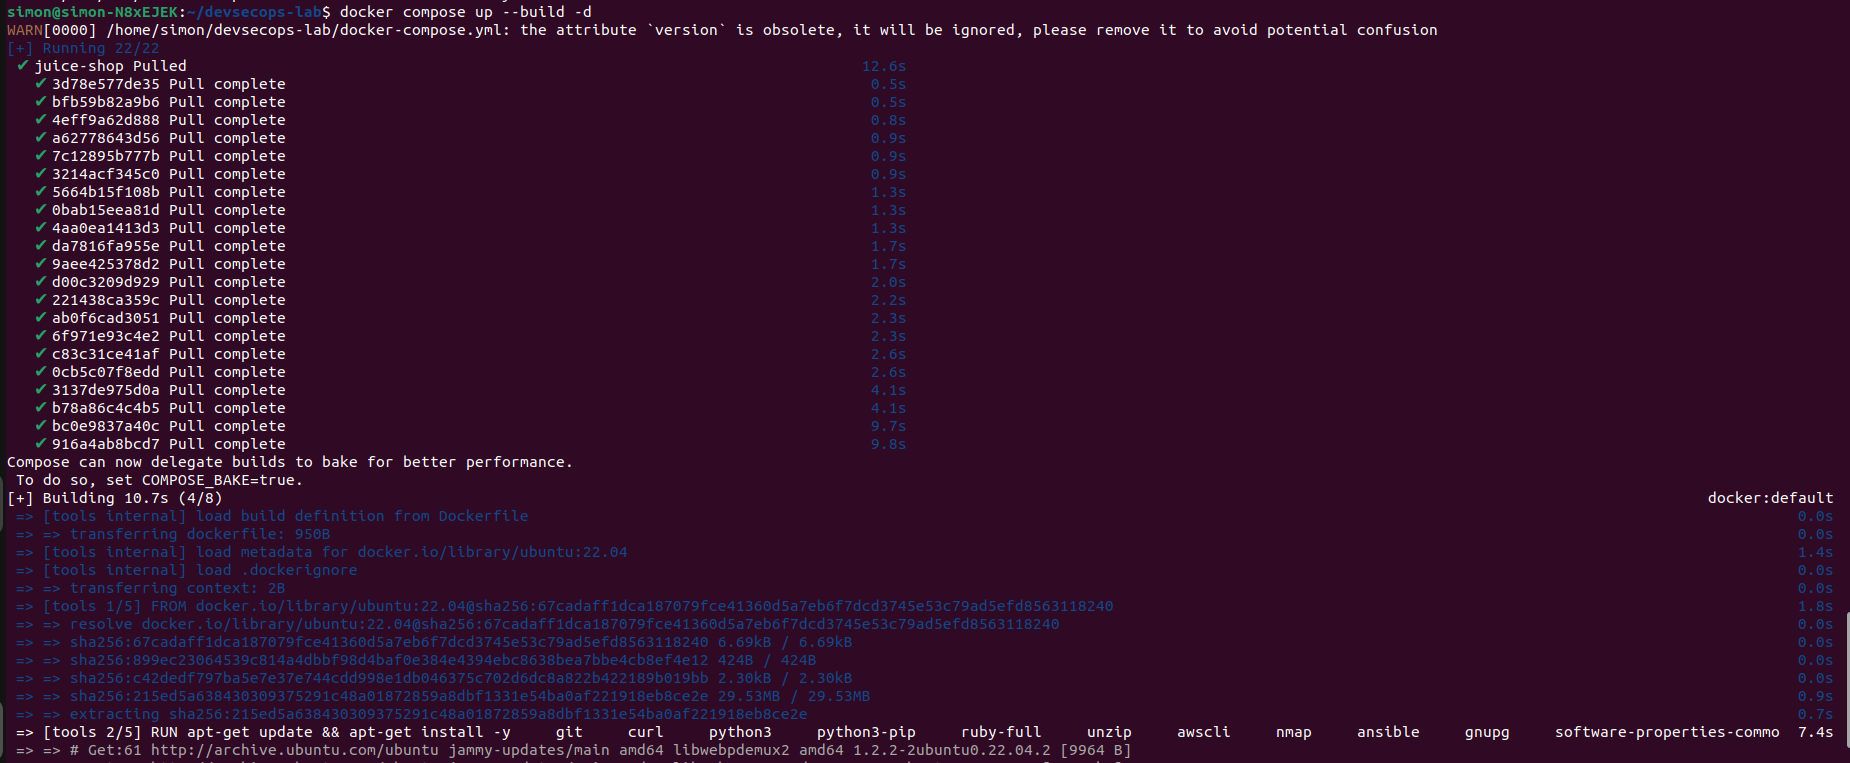 simon@simon-N8xEJEK:~/devsecops-lab$ docker compose up --build -d
WARN[0000] /home/simon/devsecops-lab/docker-compose.yml: the attribute `version` is obsolete, it will be ignored, please remove it to avoid potential confusion
[+] Running 22/22
✔ juice-shop Pulled 12.6s
✔ 3d78e577de35 Pull complete 0.5s
✔ bfb59b82a9b6 Pull complete 0.5s
✔ 4eff9a62d888 Pull complete 0.8s
✔ a62778643d56 Pull complete 0.9s
✔ 7c12895b777b Pull complete 0.9s
✔ 3214acf345c0 Pull complete 0.9s
✔ 5664b15f108b Pull complete 1.3s
✔ 0bab15eea81d Pull complete 1.3s
✔ 4aa0ea1413d3 Pull complete 1.3s
✔ da7816fa955e Pull complete 1.7s
✔ 9aee425378d2 Pull complete 1.7s
✔ d00c3209d929 Pull complete 2.0s
✔ 221438ca359c Pull complete 2.2s
✔ ab0f6cad3051 Pull complete 2.3s
✔ 6f971e93c4e2 Pull complete 2.3s
✔ c83c31ce41af Pull complete 2.6s
✔ 0cb5c07f8edd Pull complete 2.6s
✔ 3137de975d0a Pull complete 4.1s
✔ b78a86c4c4b5 Pull complete 4.1s
✔ bc0e9837a40c Pull complete 9.7s
✔ 916a4ab8bcd7 Pull complete 9.8s
Compose can now delegate builds to bake for better performance.
To do so, set COMPOSE_BAKE=true.
[+] Building 10.7s (4/8) docker:default
=> [tools internal] load build definition from Dockerfile 0.0s
=> => transferring dockerfile: 950B 0.0s
=> [tools internal] load metadata for docker.io/library/ubuntu:22.04 1.4s
=> [tools internal] load .dockerignore 0.0s
=> => transferring context: 2B 0.0s
=> [tools 1/5] FROM docker.io/library/ubuntu:22.04@sha256:67cadaff1dca187079fce41360d5a7eb6f7dcd3745e53c79ad5efd8563118240 1.8s
=> => resolve docker.io/library/ubuntu:22.04@sha256:67cadaff1dca187079fce41360d5a7eb6f7dcd3745e53c79ad5efd8563118240 0.0s
=> => sha256:67cadaff1dca187079fce41360d5a7eb6f7dcd3745e53c79ad5efd8563118240 6.69kB / 6.69kB 0.0s
=> => sha256:899ec23064539c814a4dbbf98d4baf0e384e4394ebc8638bea7bbe4cb8ef4e12 424B / 424B 0.0s
=> => sha256:c42dedf797ba5e7e37e744cdd998e1db046375c702d6dc8a822b422189b019bb 2.30kB / 2.30kB 0.0s
=> => sha256:215ed5a638430309375291c48a01872859a8dbf1331e54ba0af221918eb8ce2e 29.53MB / 29.53MB 0.9s
=> => extracting sha256:215ed5a638430309375291c48a01872859a8dbf1331e54ba0af221918eb8ce2e 0.7s
=> [tools 2/5] RUN apt-get update && apt-get install -y git curl python3 python3-pip ruby-full unzip awscli nmap ansible gnupg software-properties-commo 7.4s
=> => # Get:61 http://archive.ubuntu.com/ubuntu jammy-updates/main amd64 libwebpdemux2 amd64 1.2.2-2ubuntu0.22.04.2 [9964 B]